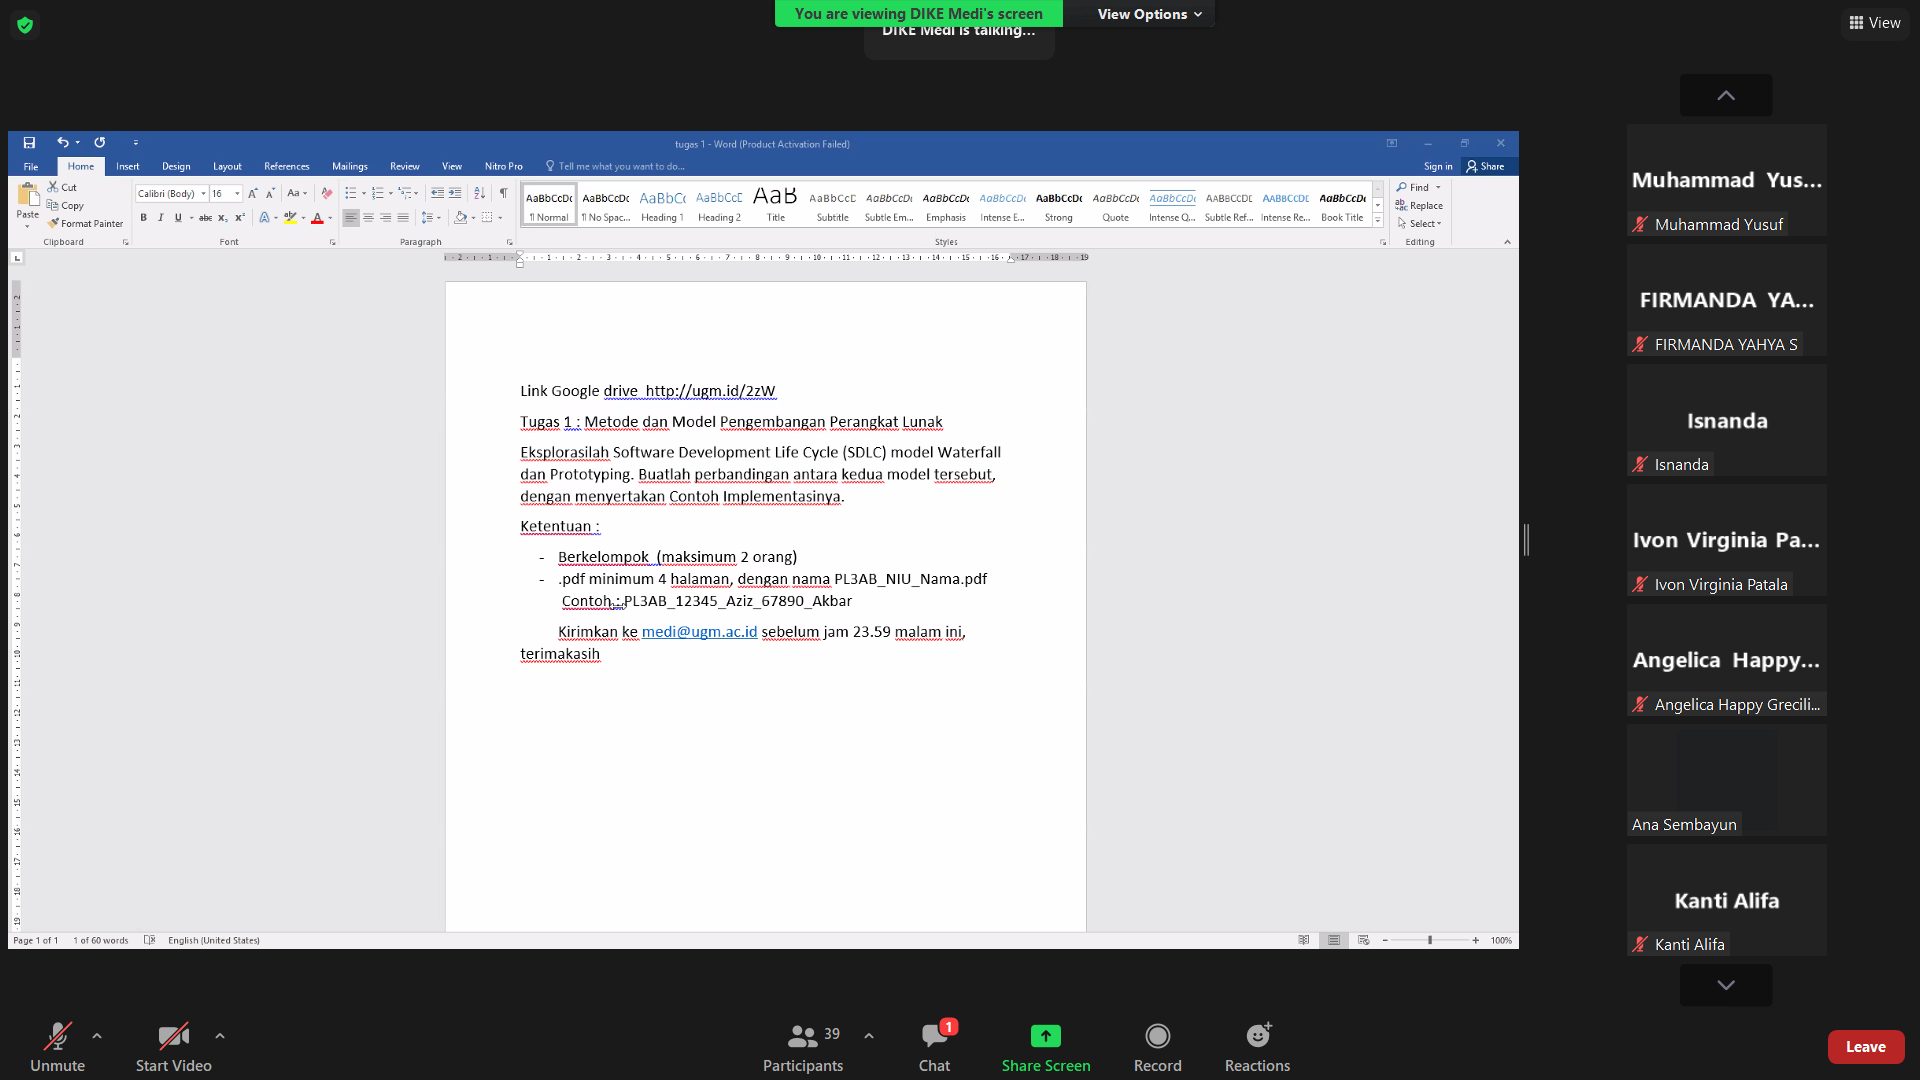 You are viewing DIKE Medi's screen
View Options
DIKE Medi is talking...
View
tugas 1 - Word (Product Activation Failed)
File Home Insert Design Layout References Mailings Review View Nitro Pro Tell me what you want to do... Sign in Share
Paste
Cut
Copy
Format Painter
Clipboard
Calibri (Body) 16
Font
Paragraph
AaBbCcDc AaBbCcDc AaBbC( AaBbCcE AaB AaBbCcE AaBbCcDt AaBbCcDt AaBbCcDt AaBbCcDc AaBbCcDt AaBbCcDt AaBbCcDc AaBbCcDc AaBbCcDt
¶ Normal ¶ No Spac... Heading 1 Heading 2 Title Subtitle Subtle Em... Emphasis Intense E... Strong Quote Intense Q... Subtle Ref... Intense Re... Book Title
Styles
Find
Replace
Select
Editing
Link Google drive http://ugm.id/2zW
Tugas 1 : Metode dan Model Pengembangan Perangkat Lunak
Eksplorasilah Software Development Life Cycle (SDLC) model Waterfall
dan Prototyping. Buatlah perbandingan antara kedua model tersebut,
dengan menyertakan Contoh Implementasinya.
Ketentuan :
- Berkelompok (maksimum 2 orang)
- .pdf minimum 4 halaman, dengan nama PL3AB_NIU_Nama.pdf
Contoh : PL3AB_12345_Aziz_67890_Akbar
Kirimkan ke medi@ugm.ac.id sebelum jam 23.59 malam ini,
terimakasih
Page 1 of 1 1 of 60 words English (United States) 100%
Muhammad Yus...
Muhammad Yusuf
FIRMANDA YA...
FIRMANDA YAHYA S
Isnanda
Isnanda
Ivon Virginia Pa...
Ivon Virginia Patala
Angelica Happy...
Angelica Happy Grecili...
Ana Sembayun
Kanti Alifa
Kanti Alifa
Unmute
Start Video
Participants 39
Chat 1
Share Screen
Record
Reactions
Leave